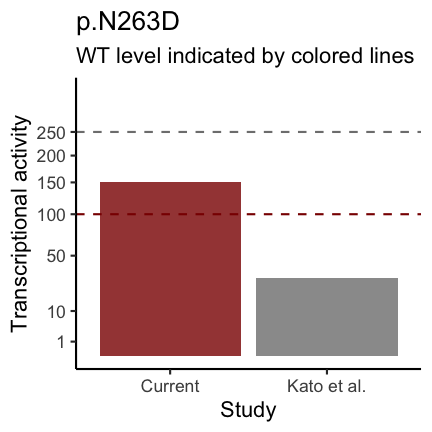 p.N263D
WT level indicated by colored lines
Transcriptional activity
250
200
150
100
50
10
1
Current
Kato et al.
Study